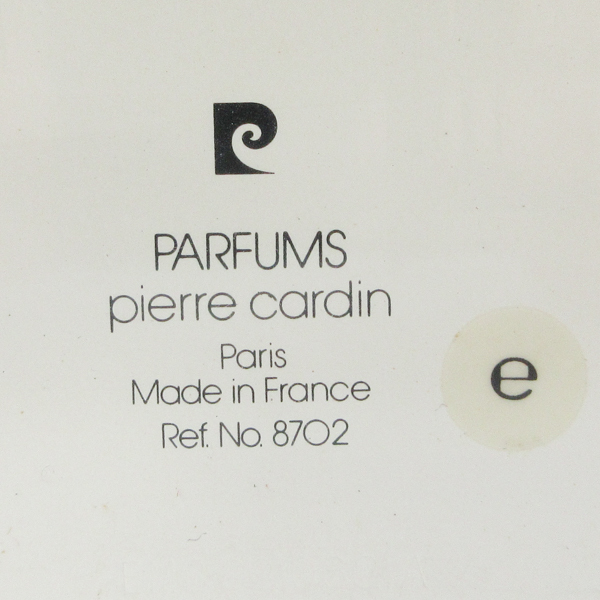 PARFUMS
pierre cardin
Paris
Made in France
Ref. No. 8702
e